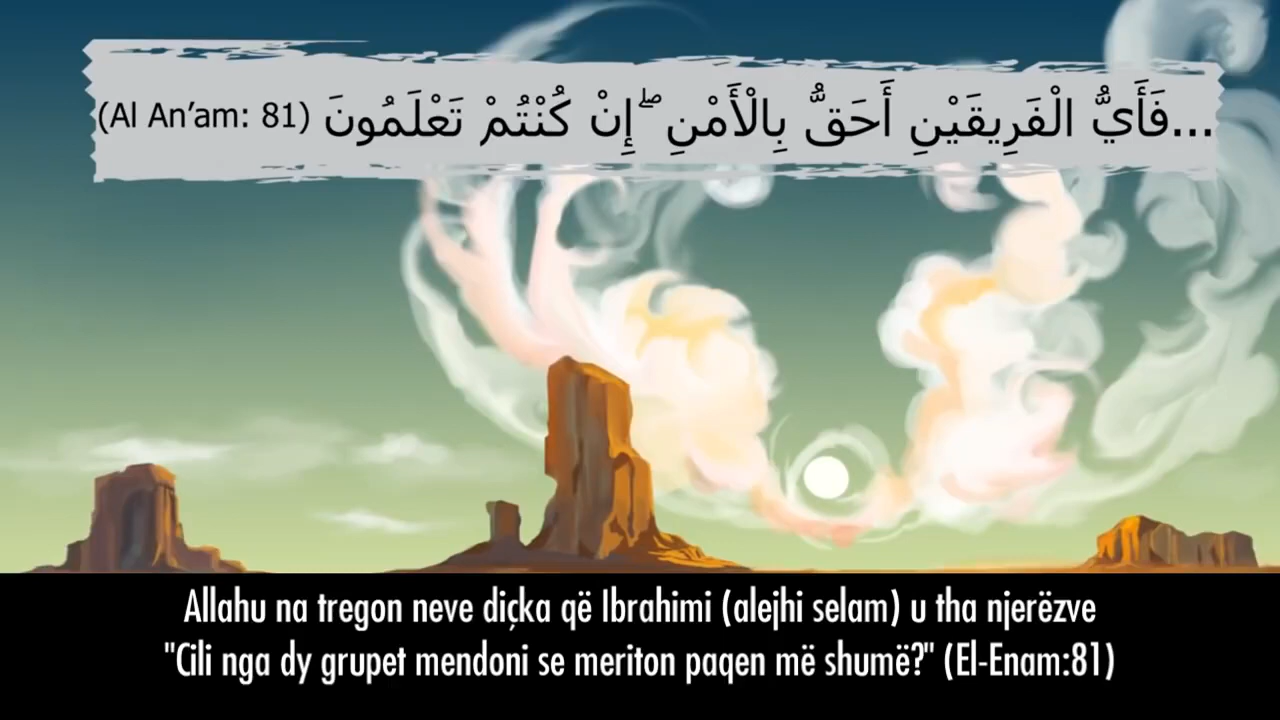 ...فَأَيُّ الْفَرِيقَيْنِ أَحَقُّ بِالْأَمْنِ ۖ إِنْ كُنْتُمْ تَعْلَمُونَ (Al An’am: 81)
Allahu na tregon neve diçka që Ibrahimi (alejhi selam) u tha njerëzve
"Cili nga dy grupet mendoni se meriton paqen më shumë?" (El-Enam:81)